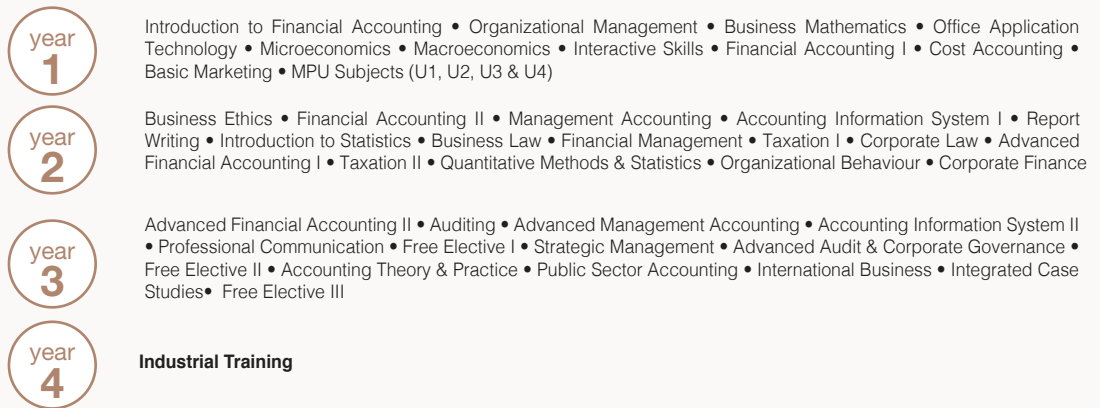 year
1
Introduction to Financial Accounting • Organizational Management • Business Mathematics • Office Application
Technology • Microeconomics • Macroeconomics • Interactive Skills • Financial Accounting I • Cost Accounting •
Basic Marketing • MPU Subjects (U1, U2, U3 & U4)
year
2
Business Ethics • Financial Accounting II • Management Accounting • Accounting Information System I • Report
Writing • Introduction to Statistics • Business Law • Financial Management • Taxation I • Corporate Law • Advanced
Financial Accounting I • Taxation II • Quantitative Methods & Statistics • Organizational Behaviour • Corporate Finance
year
3
Advanced Financial Accounting II • Auditing • Advanced Management Accounting • Accounting Information System II
• Professional Communication • Free Elective I • Strategic Management • Advanced Audit & Corporate Governance •
Free Elective II • Accounting Theory & Practice • Public Sector Accounting • International Business • Integrated Case
Studies• Free Elective III
year
4
Industrial Training